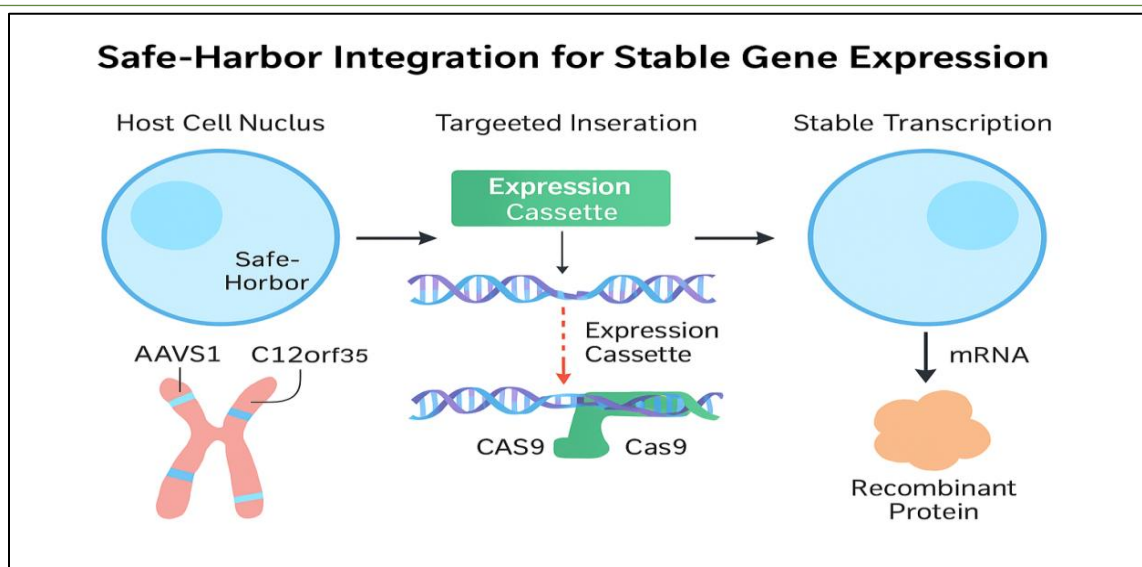 Safe-Harbor Integration for Stable Gene Expression
Host Cell Nuclus
Targeeted Inseration
Stable Transcription
Expression
Cassette
Safe-
Horbor
Expression
Cassette
AAVS1
C12orf35
mRNA
CAS9
Cas9
Recombinant
Protein